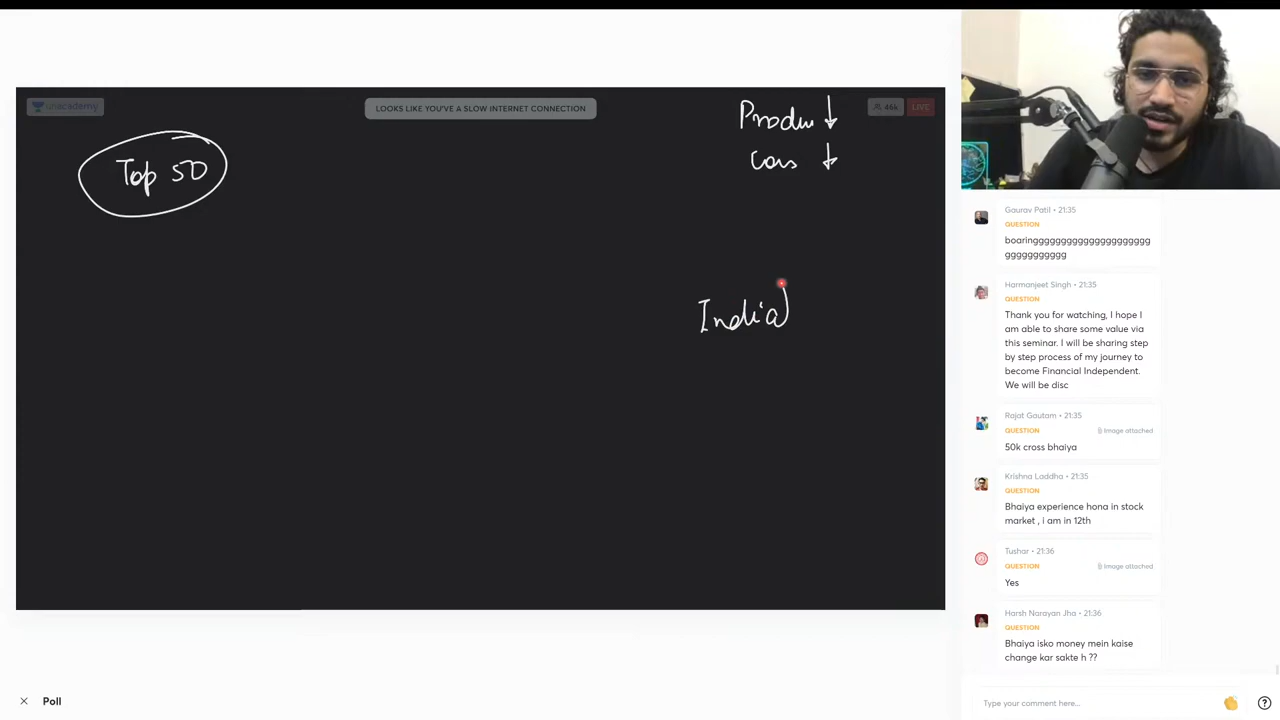 unacademy
LOOKS LIKE YOU'VE A SLOW INTERNET CONNECTION
46k
LIVE
Produ ↓
Cons ↓
Top 50
India
Gaurav Patil • 21:35
QUESTION
boaringgggggggggggggggggggggg
ggggggggggg
Harmanjeet Singh • 21:35
QUESTION
Thank you for watching, I hope I
am able to share some value via
this seminar. I will be sharing step
by step process of my journey to
become Financial Independent.
We will be disc
Rajat Gautam • 21:35
QUESTION
Image attached
50k cross bhaiya
Krishna Laddha • 21:35
QUESTION
Bhaiya experience hona in stock
market , i am in 12th
Tushar • 21:36
QUESTION
Image attached
Yes
Harsh Narayan Jha • 21:36
QUESTION
Bhaiya isko money mein kaise
change kar sakte h ??
Poll
Type your comment here...